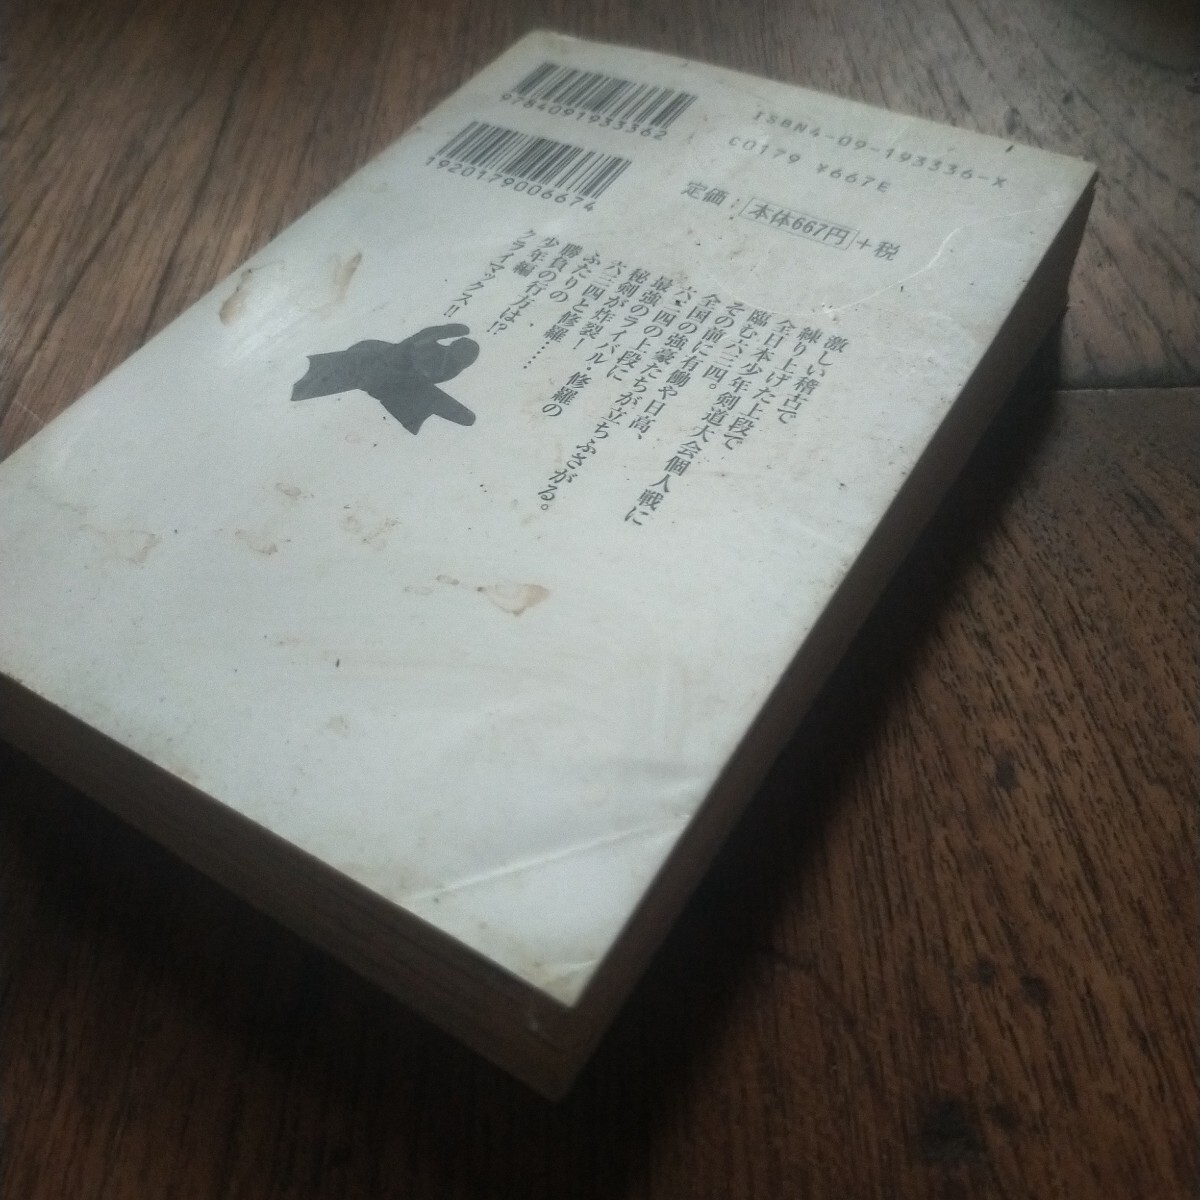 9784091933362
1920179006674
ISBN4-09-193336-X
C0179 ¥667E
定価：本体667円+税
激しい稽古で
練り上げた上段で
全日本少年剣道大会個人戦に
臨む六三四。
その前に有働や日高、
全国の強豪たちが立ちふさがる。
六三四の上段に
最強のライバル・修羅の
秘剣が炸裂！
六三四と修羅……
ふたりの
勝負の行方は!?
少年編
クライマックス!!